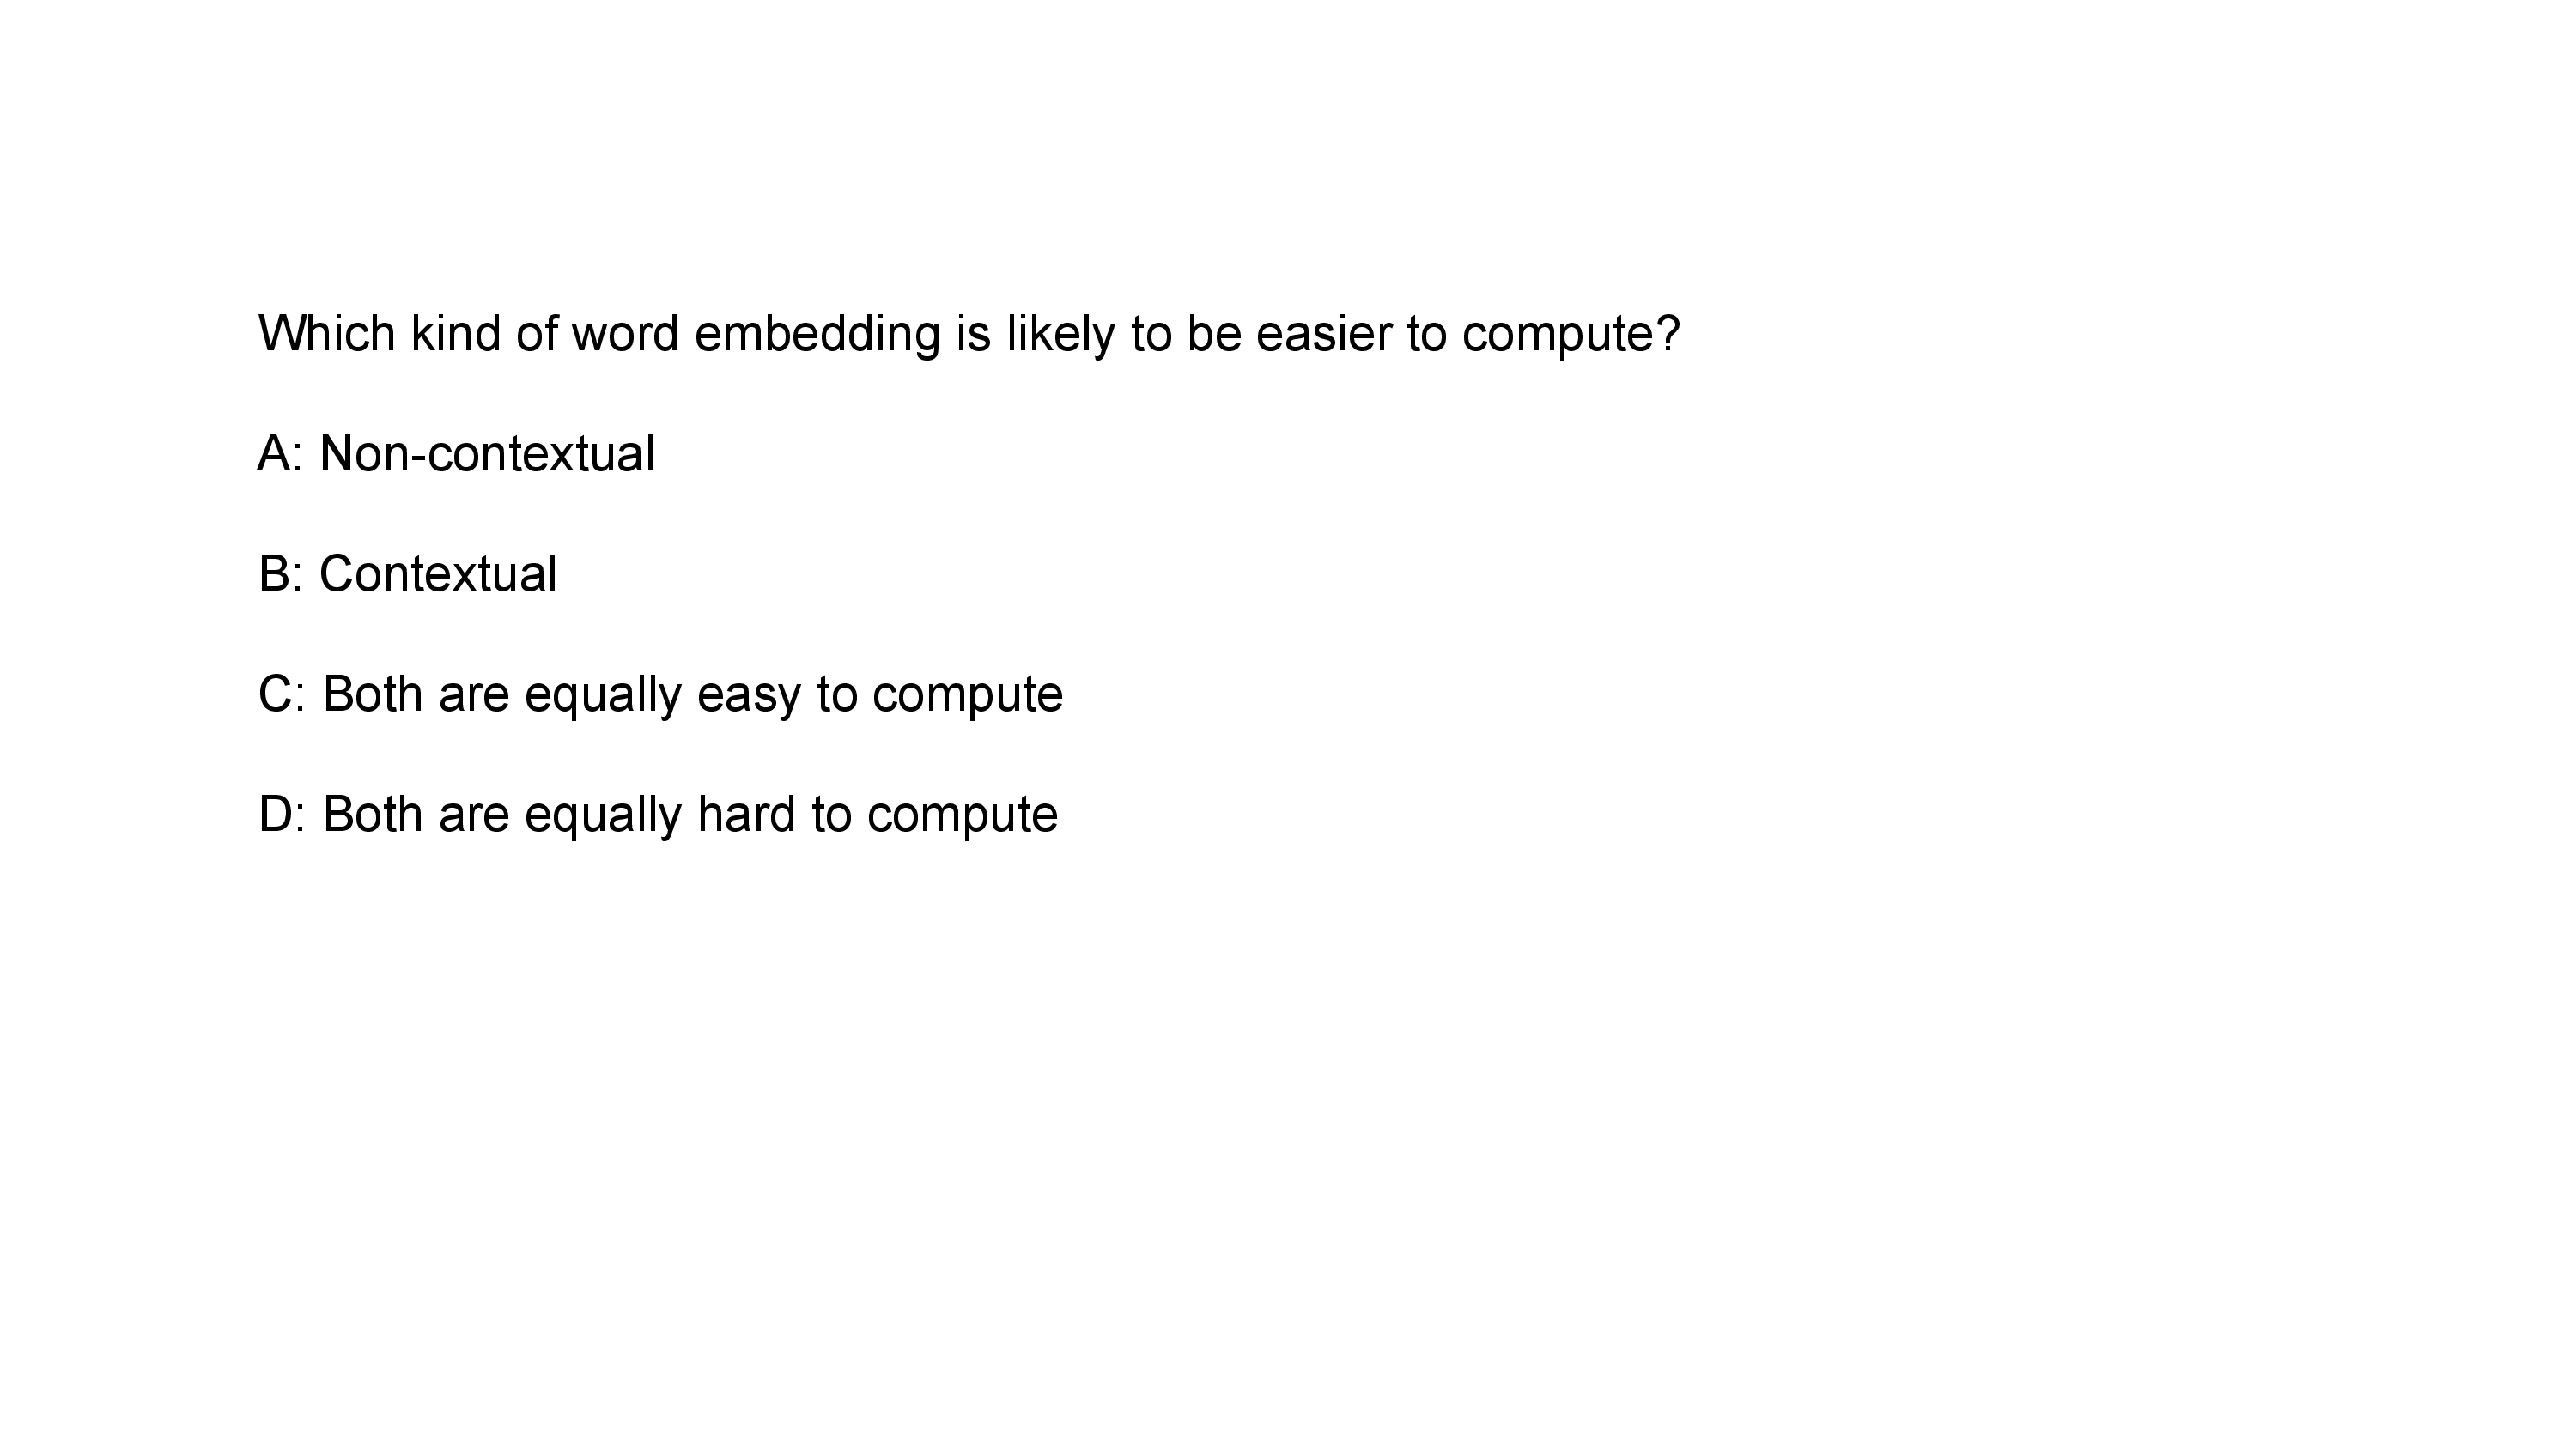 Which kind of word embedding is likely to be easier to compute?
A: Non-contextual
B: Contextual
C: Both are equally easy to compute
D: Both are equally hard to compute